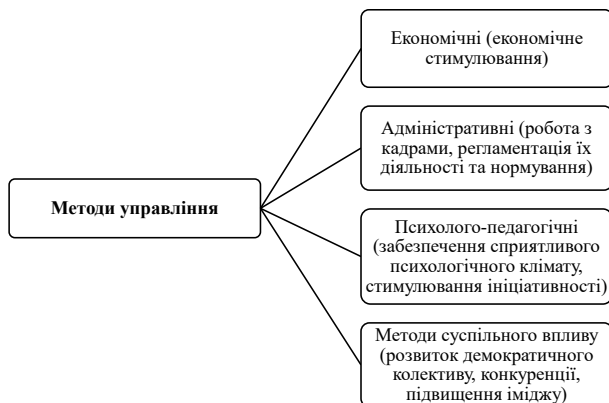 Економічні (економічне
стимулювання)
Адміністративні (робота з
кадрами, регламентація їх
діяльності та нормування)
Методи управління
Психолого-педагогічні
(забезпечення сприятливого
психологічного клімату,
стимулювання ініціативності)
Методи суспільного впливу
(розвиток демократичного
колективу, конкуренції,
підвищення іміджу)